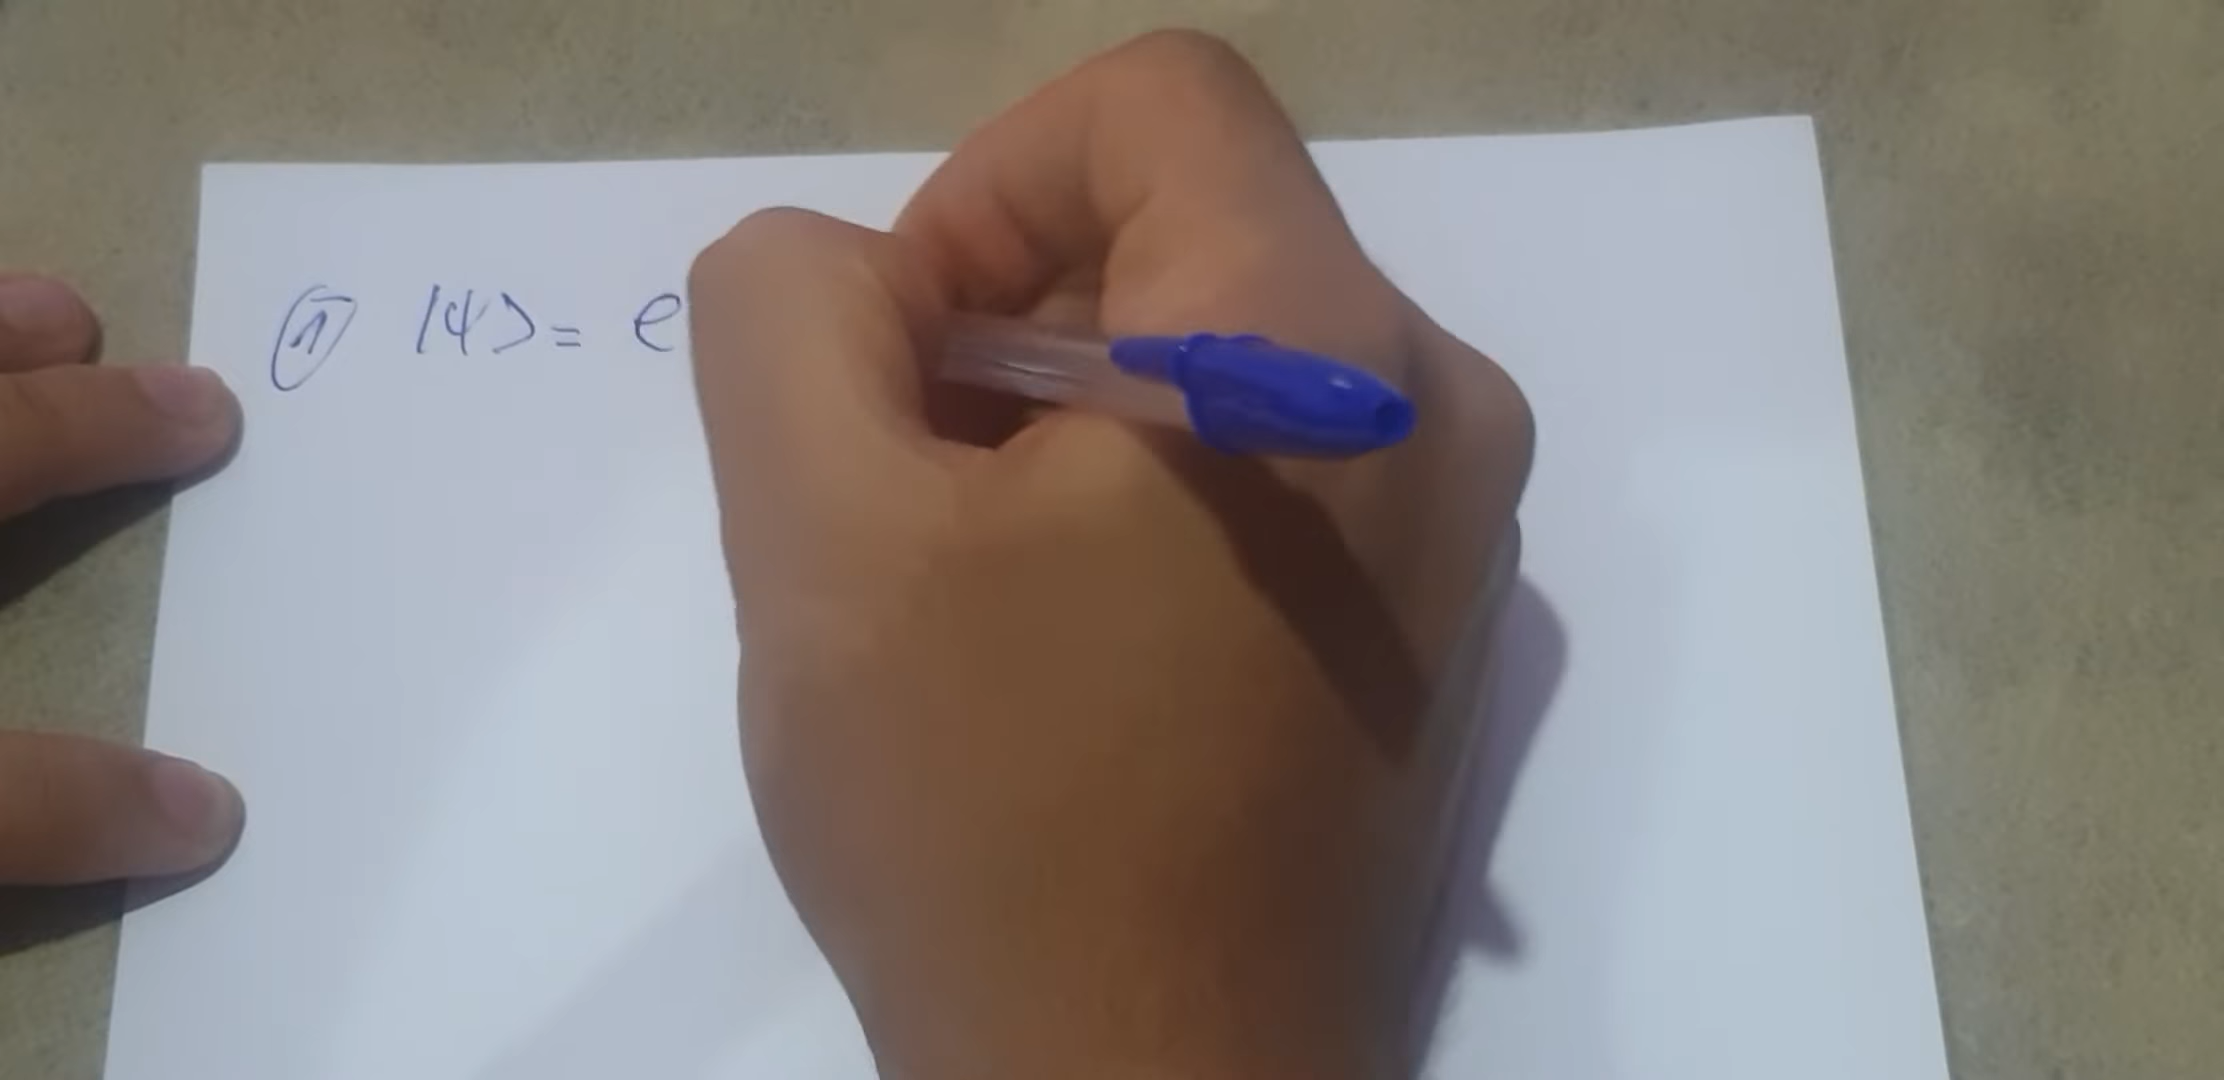 ① |ψ> = e